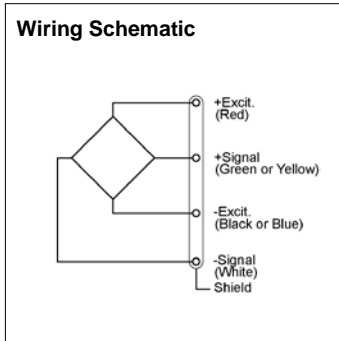 Wiring Schematic
+Excit.
(Red)
+Signal
(Green or Yellow)
-Excit.
(Black or Blue)
-Signal
(White)
Shield